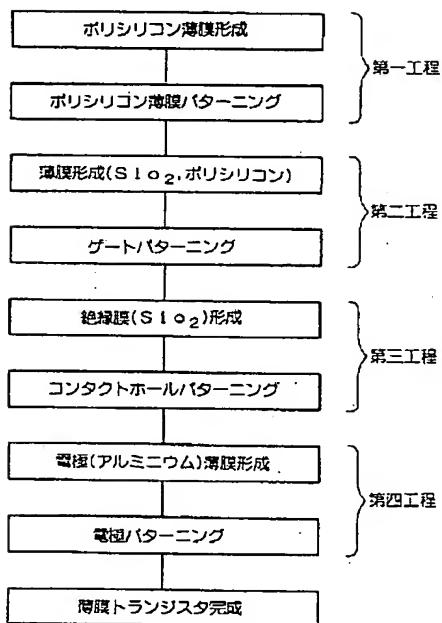 ポリシリコン薄膜形成
ポリシリコン薄膜パターニング
第一工程
薄膜形成(SiO₂,ポリシリコン)
ゲートパターニング
第二工程
絶縁膜(SiO₂)形成
コンタクトホールパターニング
第三工程
電極(アルミニウム)薄膜形成
電極パターニング
第四工程
薄膜トランジスタ完成